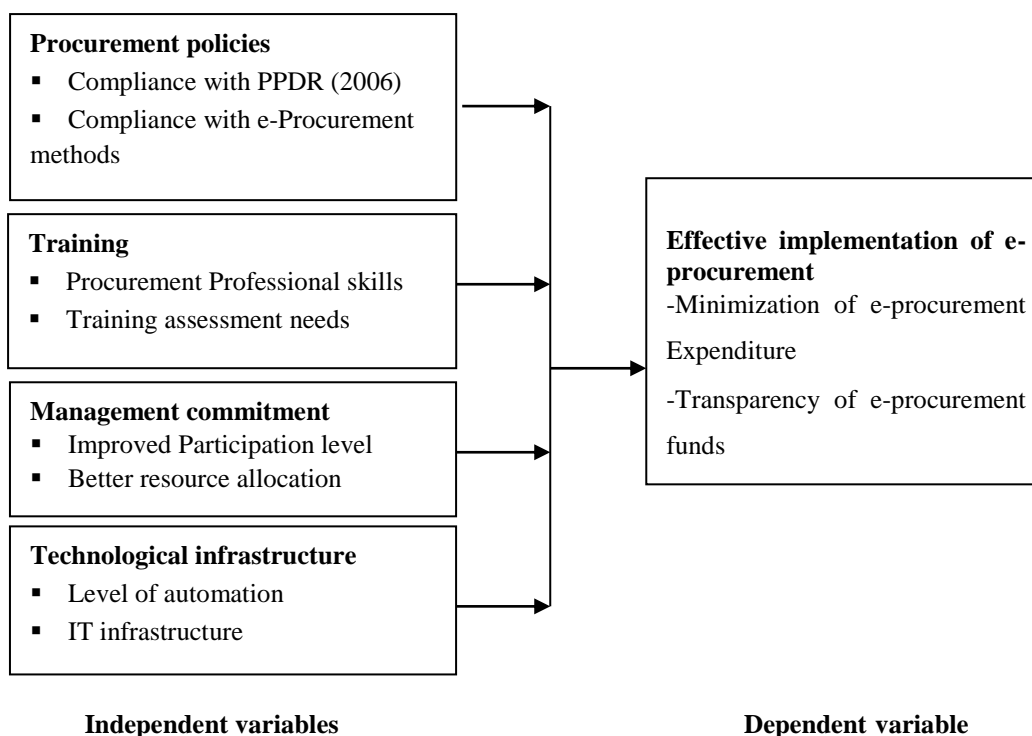 Procurement policies
▪ Compliance with PPDR (2006)
▪ Compliance with e-Procurement
methods
Training
▪ Procurement Professional skills
▪ Training assessment needs
Management commitment
▪ Improved Participation level
▪ Better resource allocation
Technological infrastructure
▪ Level of automation
▪ IT infrastructure
Effective implementation of e-
procurement
-Minimization of e-procurement
Expenditure
-Transparency of e-procurement
funds
Independent variables
Dependent variable